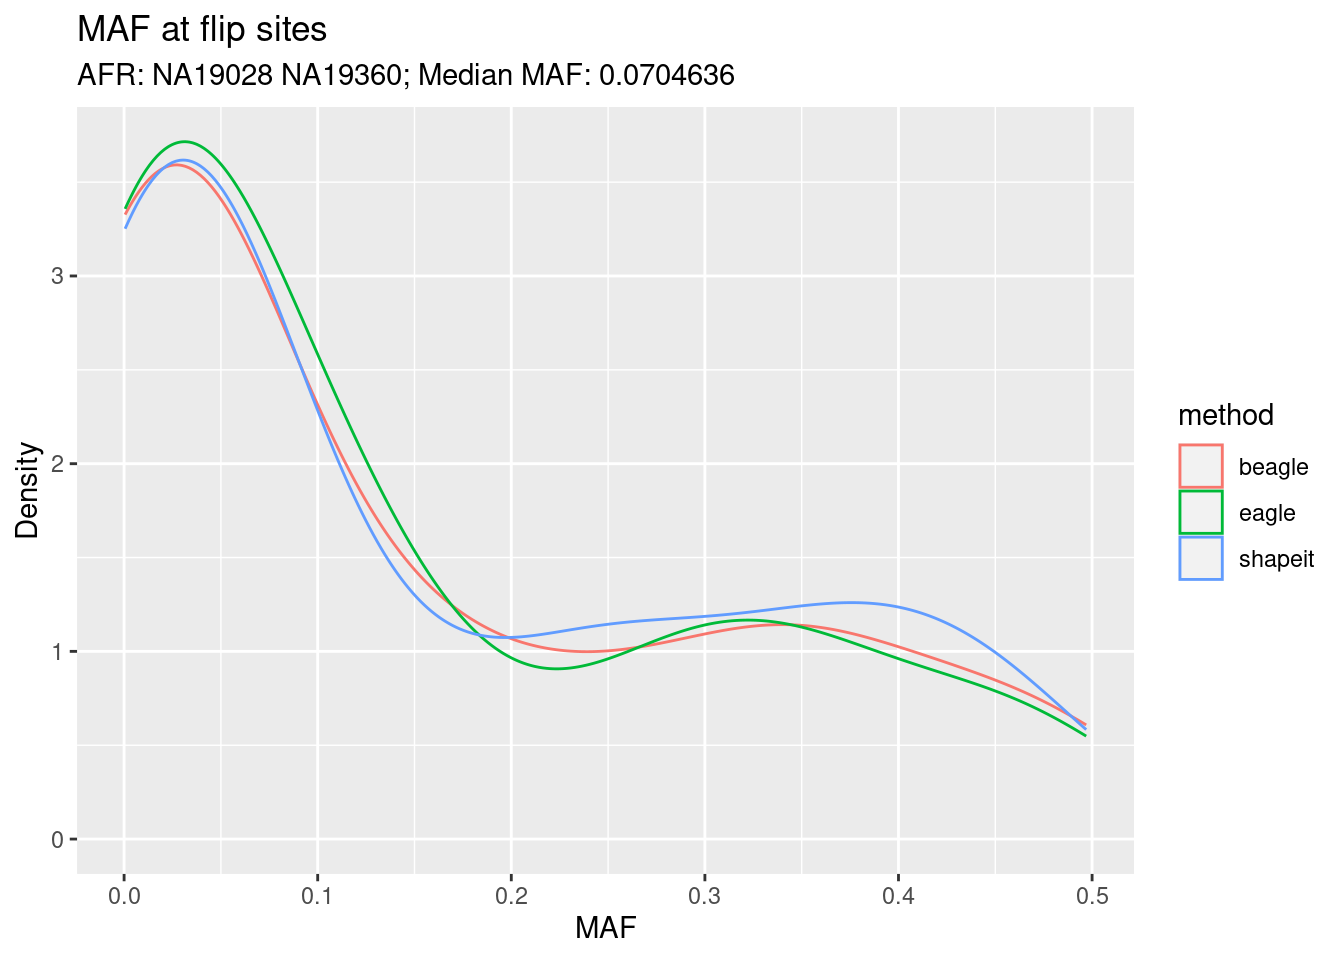 MAF at flip sites
AFR: NA19028 NA19360; Median MAF: 0.0704636
Density
3
2
1
0
0.0
0.1
0.2
0.3
0.4
0.5
MAF
method
beagle
eagle
shapeit